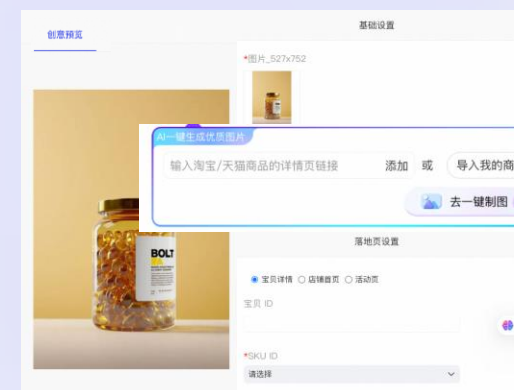 创意预览
基础设置
*图片_527x752
AI一键生成优质图片
输入淘宝/天猫商品的详情页链接 添加 或 导入我的商
去一键制图
BOLT
落地页设置
宝贝详情 店铺首页 活动页
宝贝 ID
*SKU ID
请选择